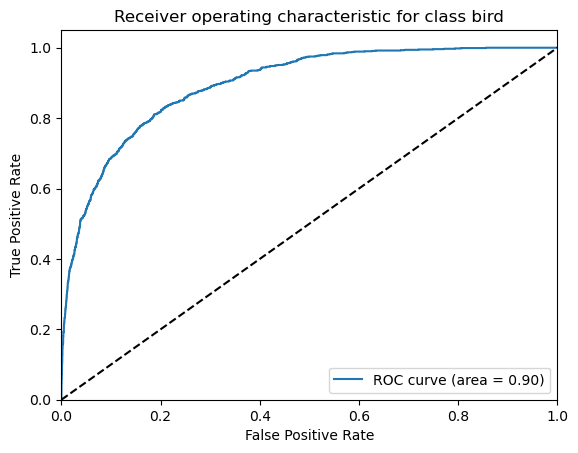 Receiver operating characteristic for class bird
1.0
0.8
0.6
0.4
0.2
0.0
True Positive Rate
0.0 0.2 0.4 0.6 0.8 1.0
False Positive Rate
ROC curve (area = 0.90)